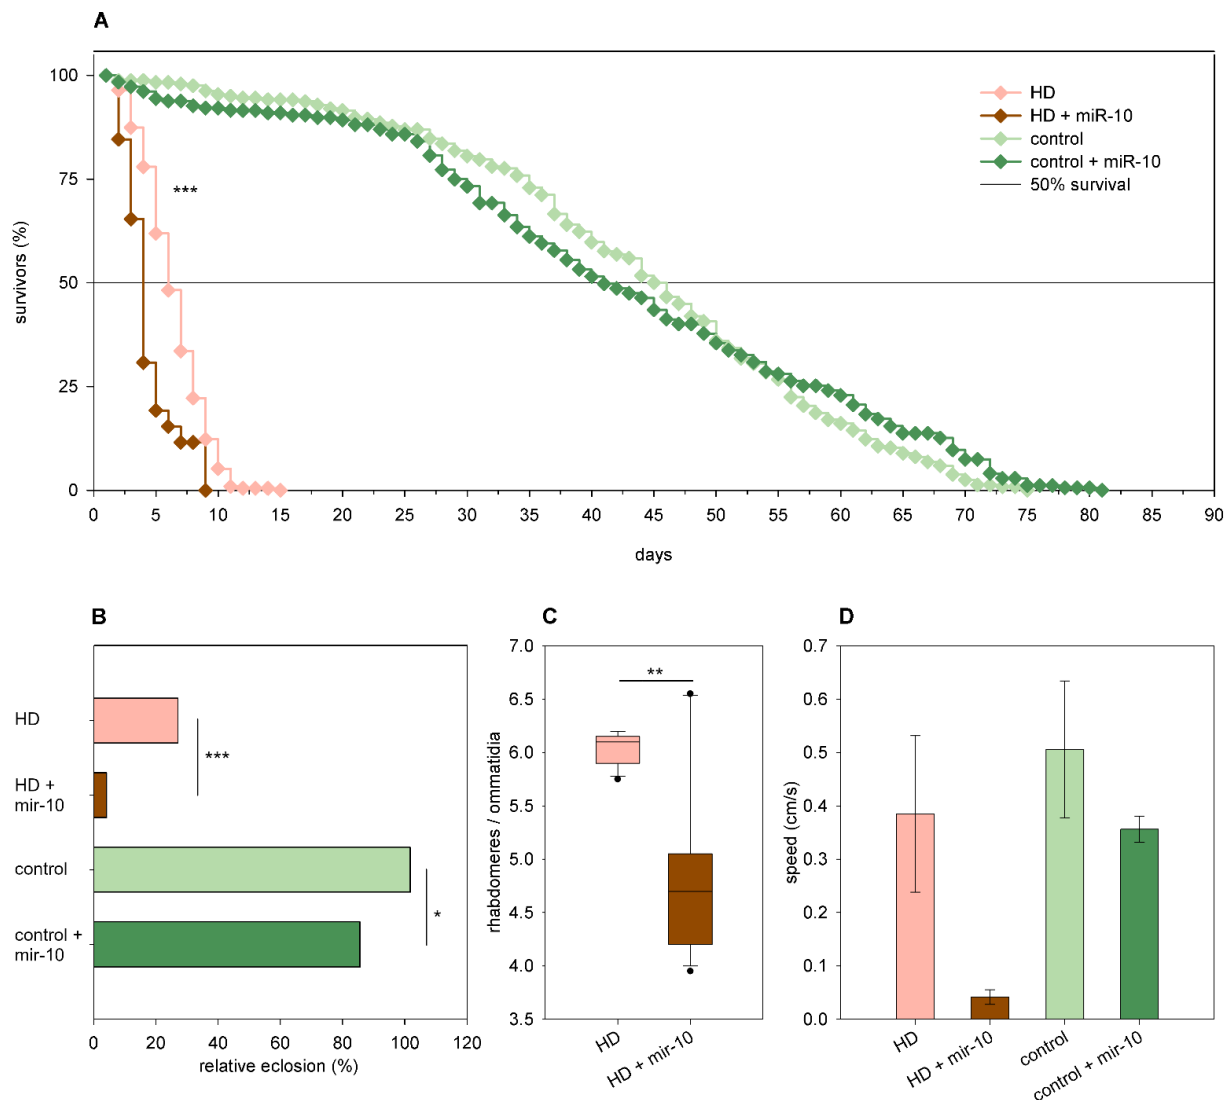 A
100
75
50
25
0
survivors (%)
***
HD
HD + miR-10
control
control + miR-10
50% survival
0 5 10 15 20 25 30 35 40 45 50 55 60 65 70 75 80 85 90
days
B
HD
HD +
mir-10
control
control +
mir-10
***
*
0 20 40 60 80 100 120
relative eclosion (%)
C
7.0
6.5
6.0
5.5
5.0
4.5
4.0
3.5
rhabdomeres / ommatidia
**
HD
HD + mir-10
D
0.7
0.6
0.5
0.4
0.3
0.2
0.1
0.0
speed (cm/s)
HD
HD + mir-10
control
control + mir-10